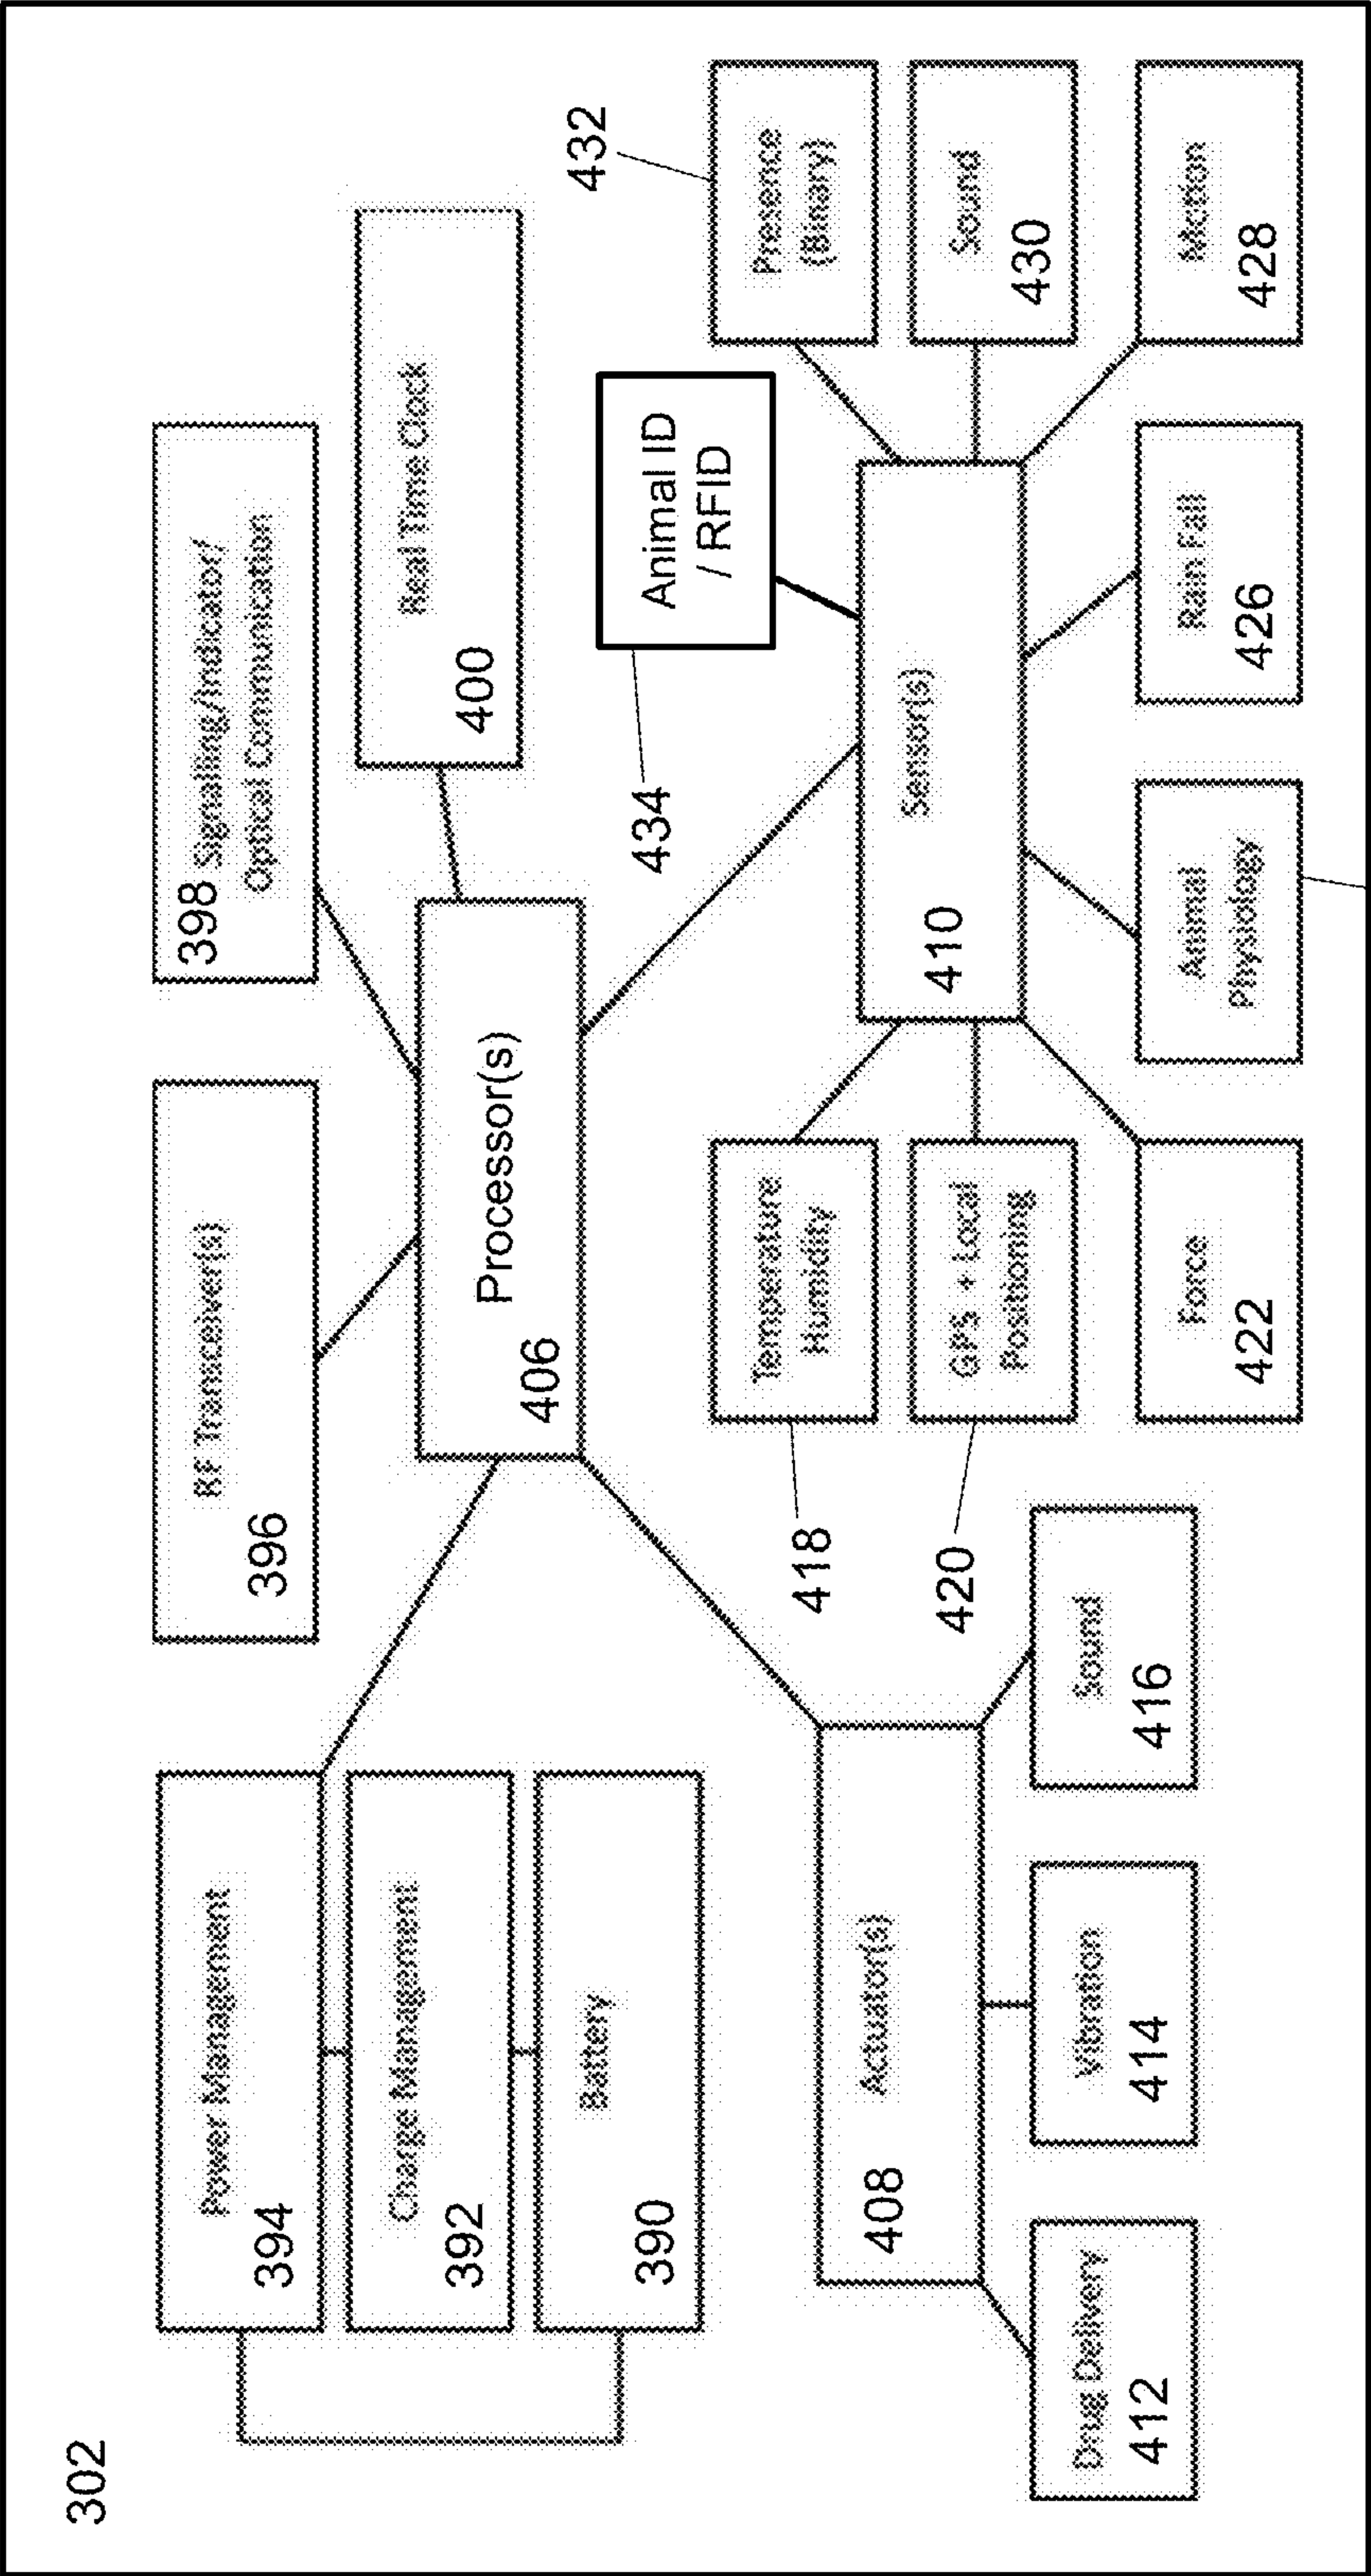 302
Power Management
394
Charge Management
392
Battery
390
RF Transceiver(s)
396
398 Signalling/Indicator/
Optical Communication
Real Time Clock
400
Processor(s)
406
Actuator(s)
408
Drug Delivery
412
Vibration
414
Sound
416
Sensor(s)
410
Temperature
Humidity
418
GPS + Local
Positioning
420
Force
422
Animal
Physiology
Rain Fall
426
Motion
428
Sound
430
Presence
(Binary)
432
Animal ID
/ RFID
434